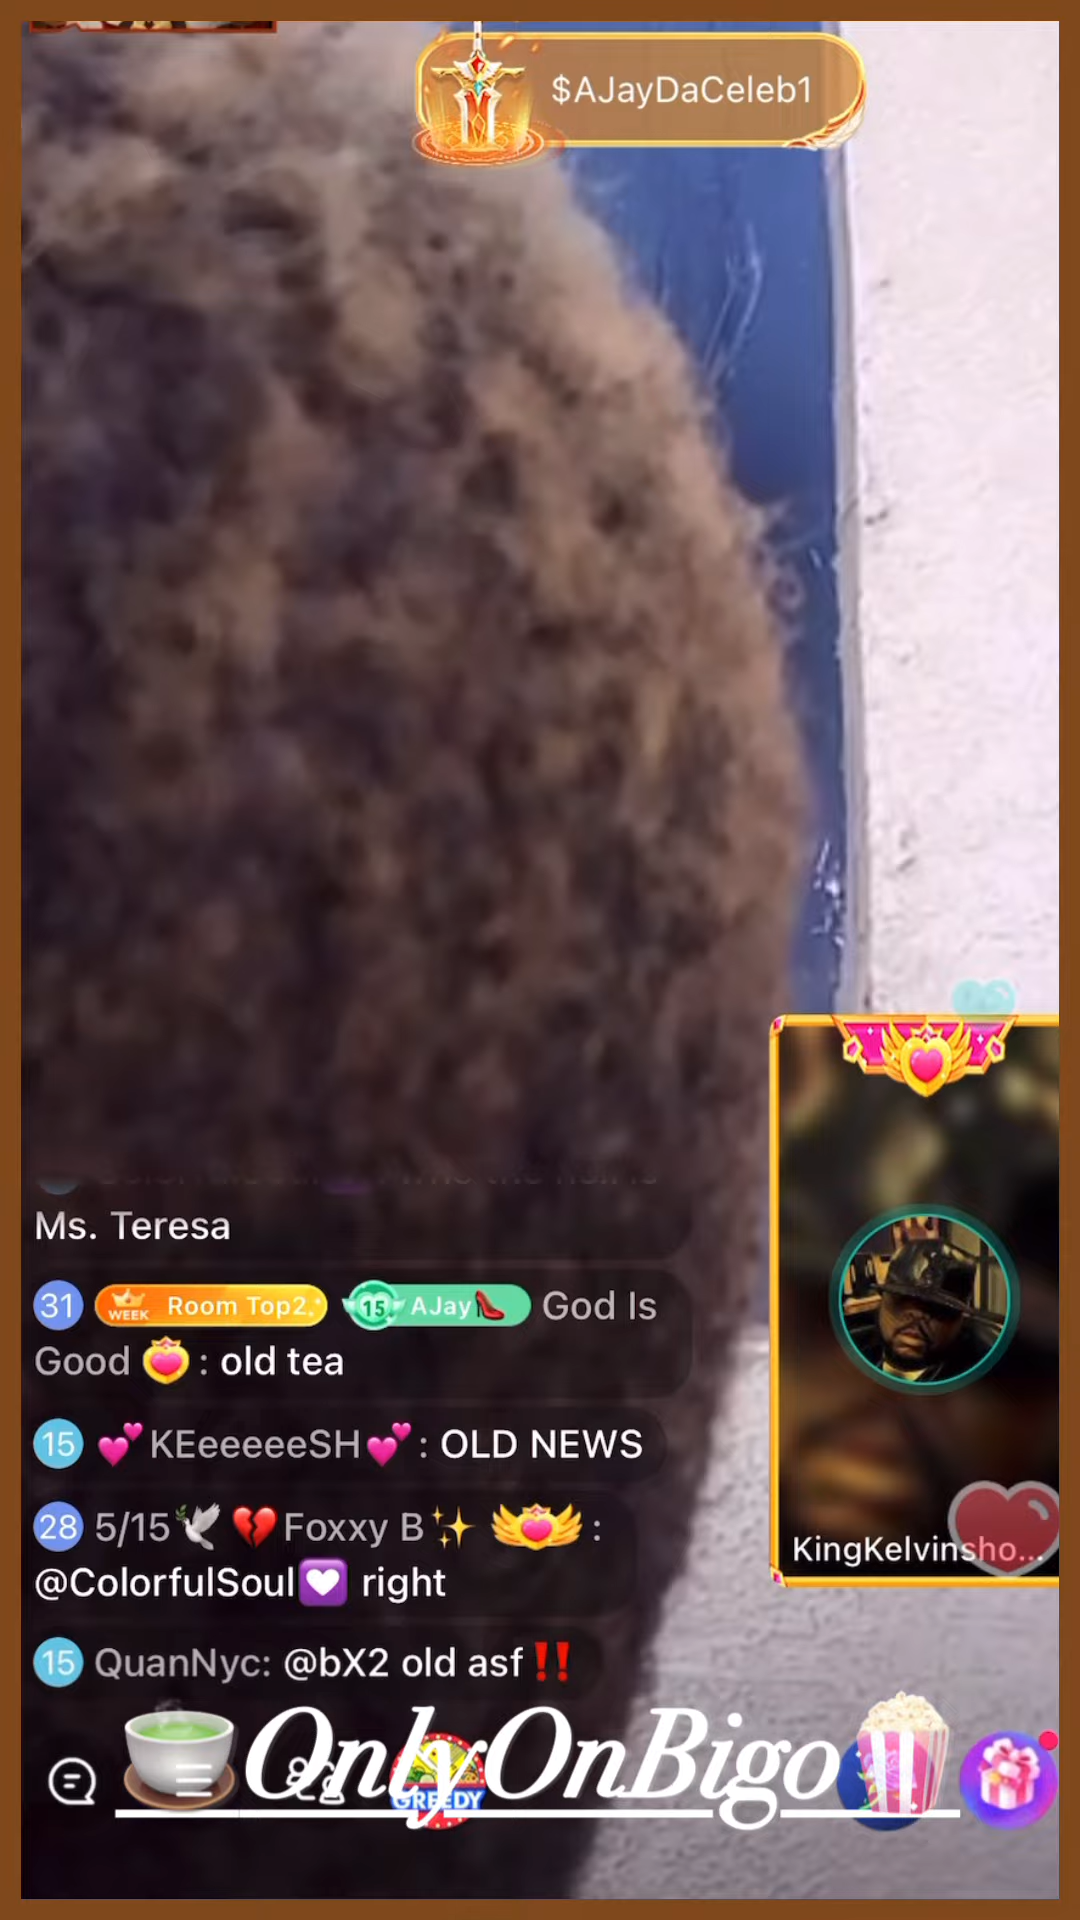 $AJayDaCeleb1
Ms. Teresa
31 WEEK Room Top2. 15 AJay👠 God Is
Good : old tea
15 💕KEeeeeeSH💕: OLD NEWS
28 5/15🕊️💔Foxxy B✨ :
@ColorfulSoul💜 right
15 QuanNyc: @bX2 old asf‼️
KingKelvinsho...
🍵OnlyOnBigo🍿
GREEDY